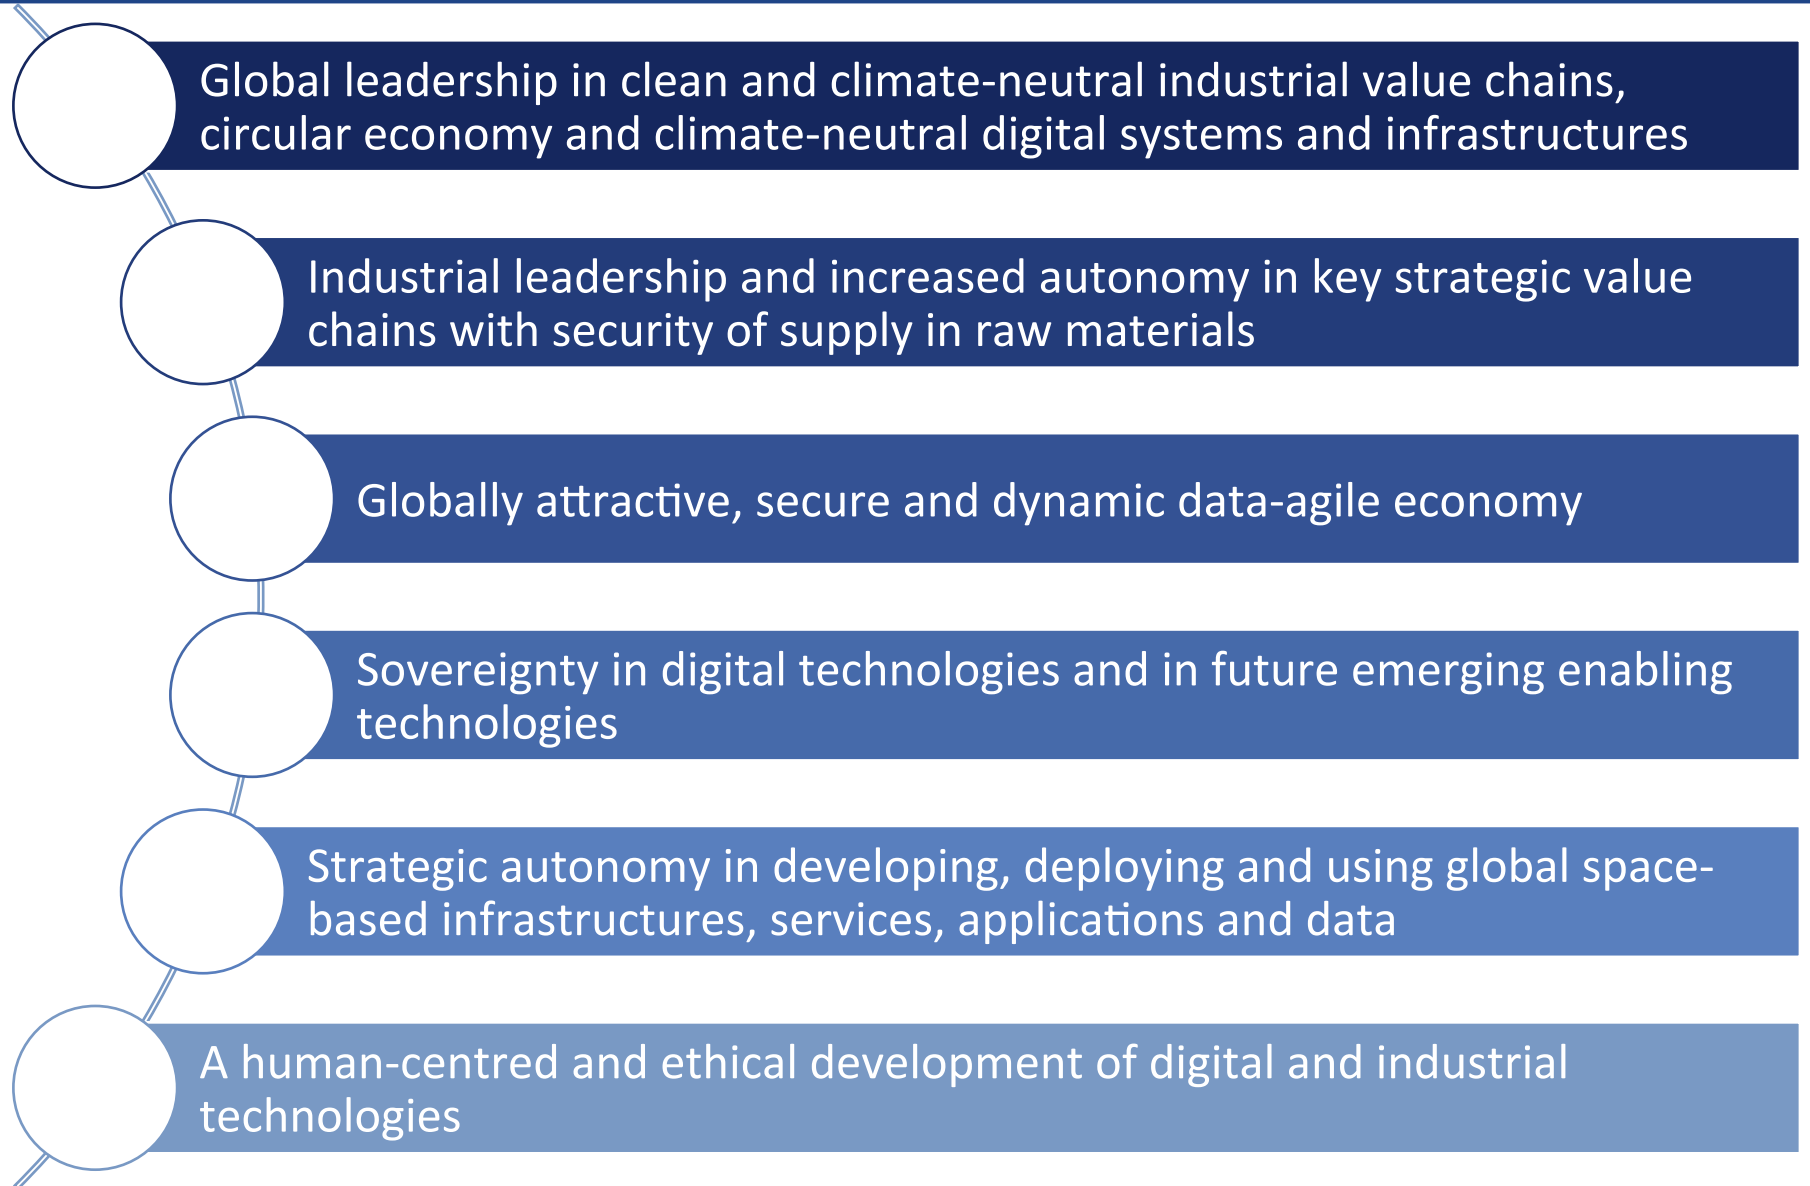 Global leadership in clean and climate-neutral industrial value chains,
circular economy and climate-neutral digital systems and infrastructures
Industrial leadership and increased autonomy in key strategic value
chains with security of supply in raw materials
Globally attractive, secure and dynamic data-agile economy
Sovereignty in digital technologies and in future emerging enabling
technologies
Strategic autonomy in developing, deploying and using global space-
based infrastructures, services, applications and data
A human-centred and ethical development of digital and industrial
technologies